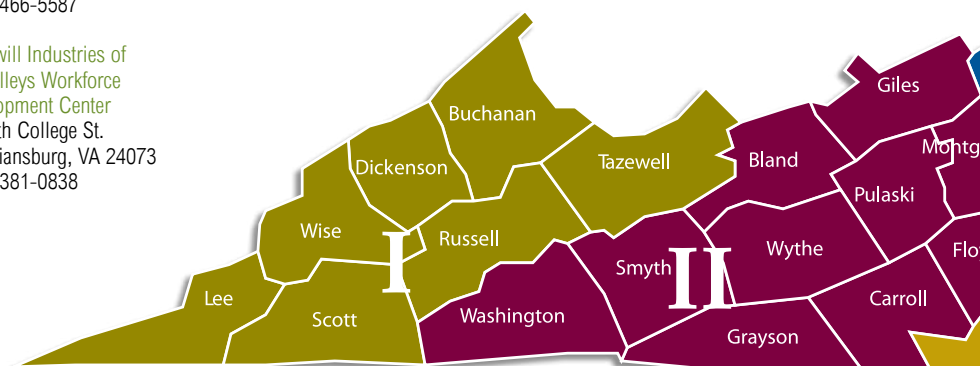 466-5587
will Industries of
lleys Workforce
opment Center
th College St.
iansburg, VA 24073
381-0838
Buchanan
Giles
Dickenson
Tazewell
Bland
Montg
Pulaski
Wise
Russell
Wythe
Flo
I
Smyth
II
Lee
Scott
Washington
Carroll
Grayson